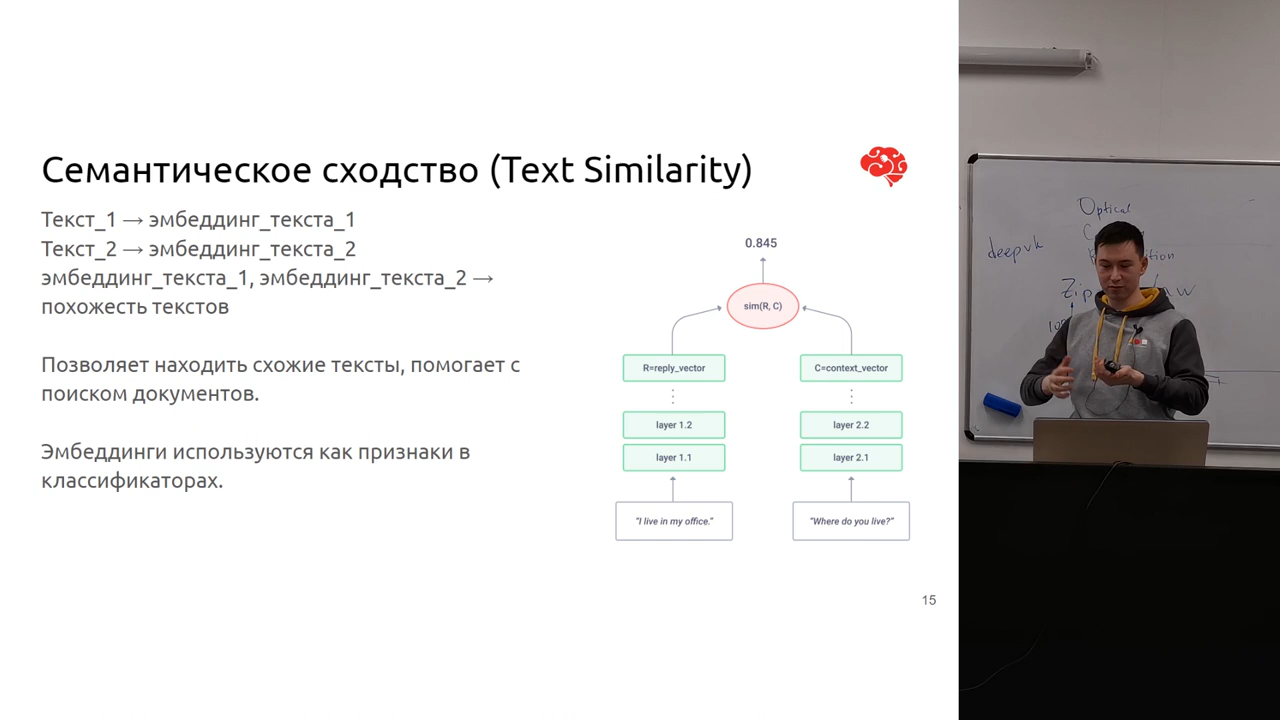 Семантическое сходство (Text Similarity)
Текст_1 → эмбеддинг_текста_1
Текст_2 → эмбеддинг_текста_2
эмбеддинг_текста_1, эмбеддинг_текста_2 →
похожесть текстов
Позволяет находить схожие тексты, помогает с
поиском документов.
Эмбеддинги используются как признаки в
классификаторах.
0.845
sim(R, C)
R=reply_vector
C=context_vector
layer 1.2
layer 2.2
layer 1.1
layer 2.1
"I live in my office."
"Where do you live?"
15
Optical
deepvk